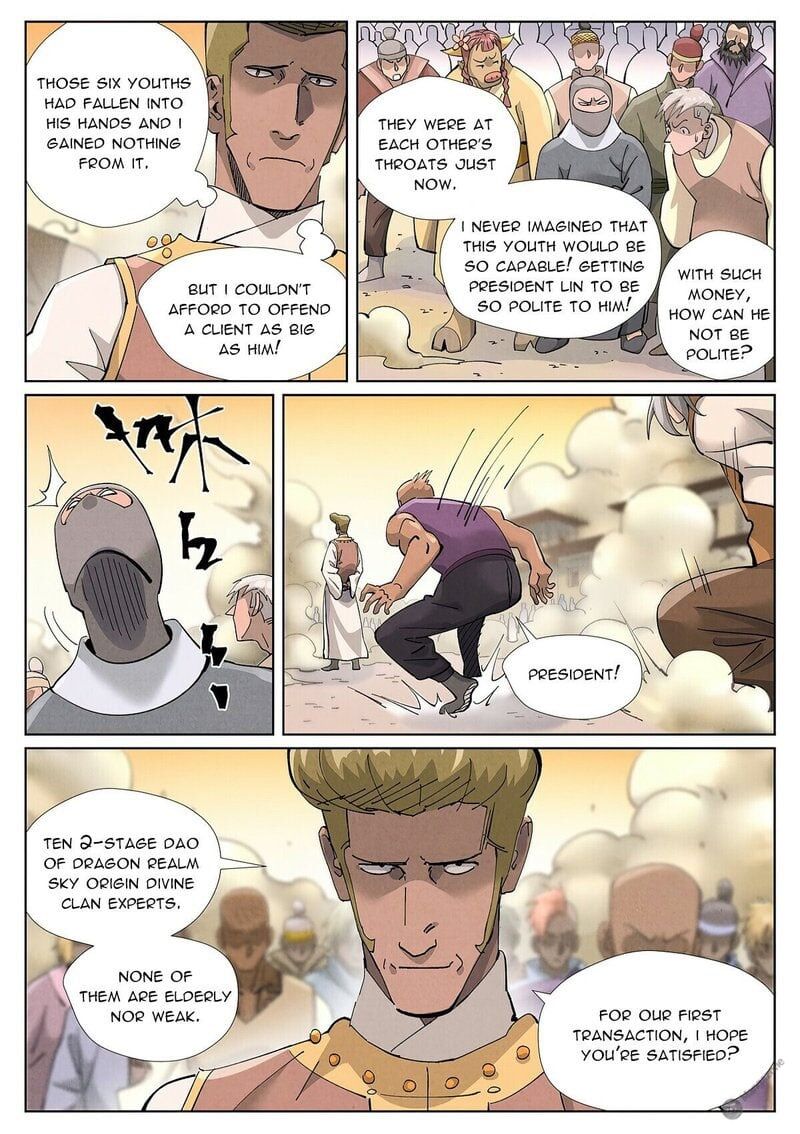 THOSE SIX YOUTHS
HAD FALLEN INTO
HIS HANDS AND I
GAINED NOTHING
FROM IT.
BUT I COULDN'T
AFFORD TO OFFEND
A CLIENT AS BIG
AS HIM!
THEY WERE AT
EACH OTHER'S
THROATS JUST
NOW.
I NEVER IMAGINED THAT
THIS YOUTH WOULD BE
SO CAPABLE! GETTING
PRESIDENT LIN TO BE
SO POLITE TO HIM!
WITH SUCH
MONEY,
HOW CAN HE
NOT BE
POLITE?
PRESIDENT!
TEN 2-STAGE DAO
OF DRAGON REALM
SKY ORIGIN DIVINE
CLAN EXPERTS.
NONE OF
THEM ARE ELDERLY
NOR WEAK.
FOR OUR FIRST
TRANSACTION, I HOPE
YOU'RE SATISFIED?